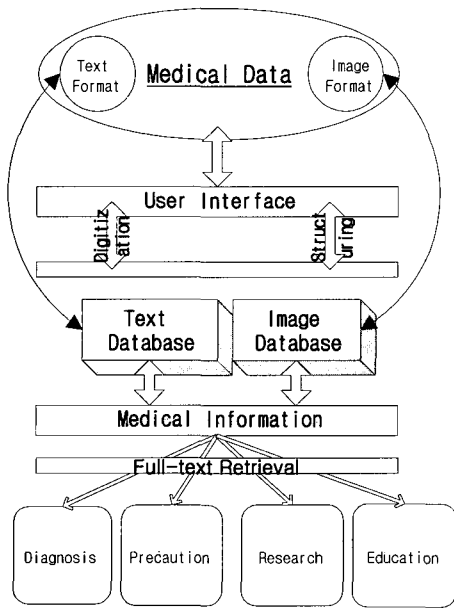 Text
Format
Medical Data
Image
Format
User Interface
Digitiz
ation
Struct
uring
Text
Database
Image
Database
Medical Information
Full-text Retrieval
Diagnosis
Precaution
Research
Education